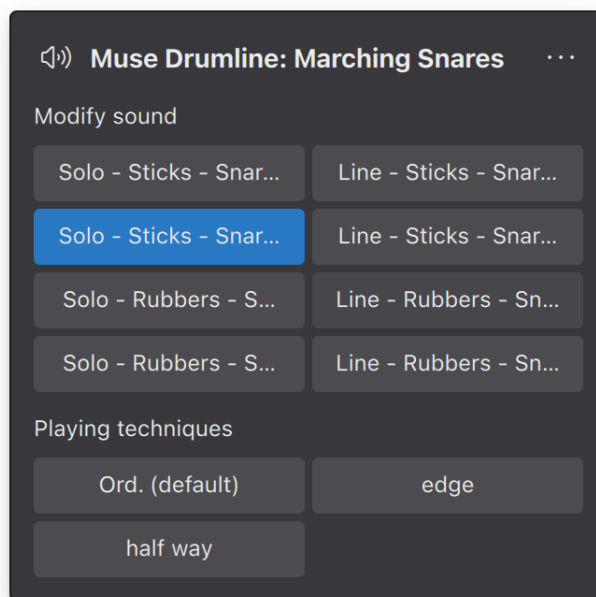 Muse Drumline: Marching Snares ...
Modify sound
Solo - Sticks - Snar... Line - Sticks - Snar...
Solo - Sticks - Snar... Line - Sticks - Snar...
Solo - Rubbers - S... Line - Rubbers - Sn...
Solo - Rubbers - S... Line - Rubbers - Sn...
Playing techniques
Ord. (default) edge
half way